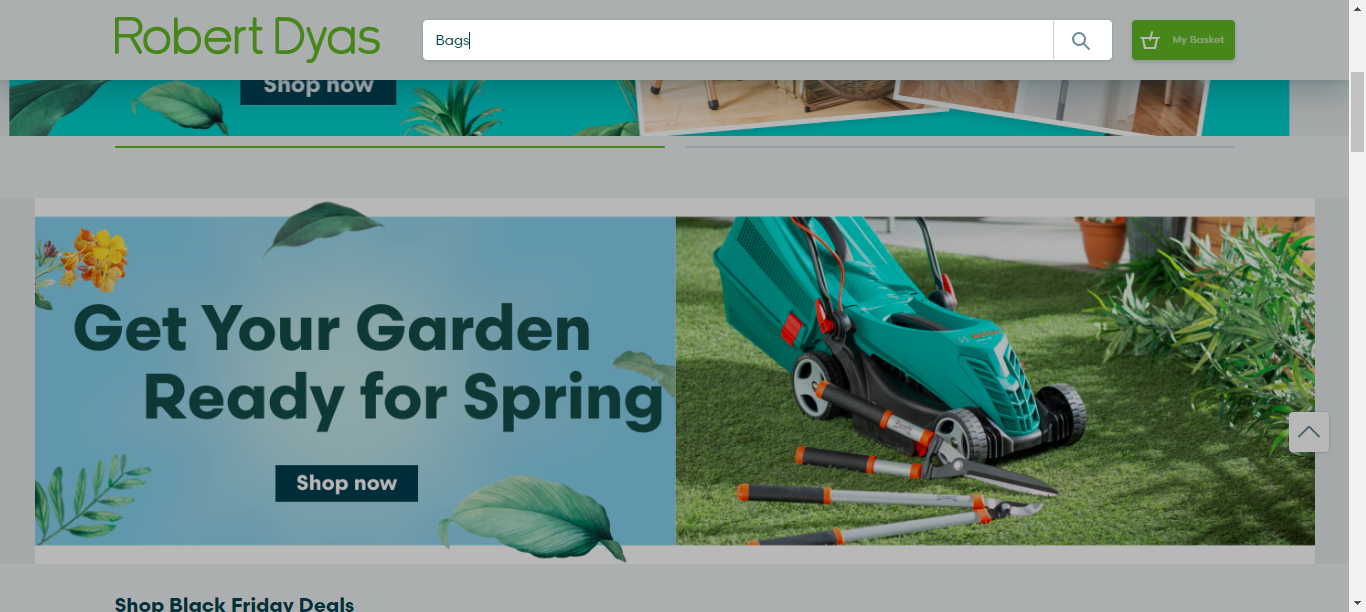 Robert Dyas
Bags
My Basket
Shop now
Get Your Garden
Ready for Spring
Shop now
Shop Black Friday Deals